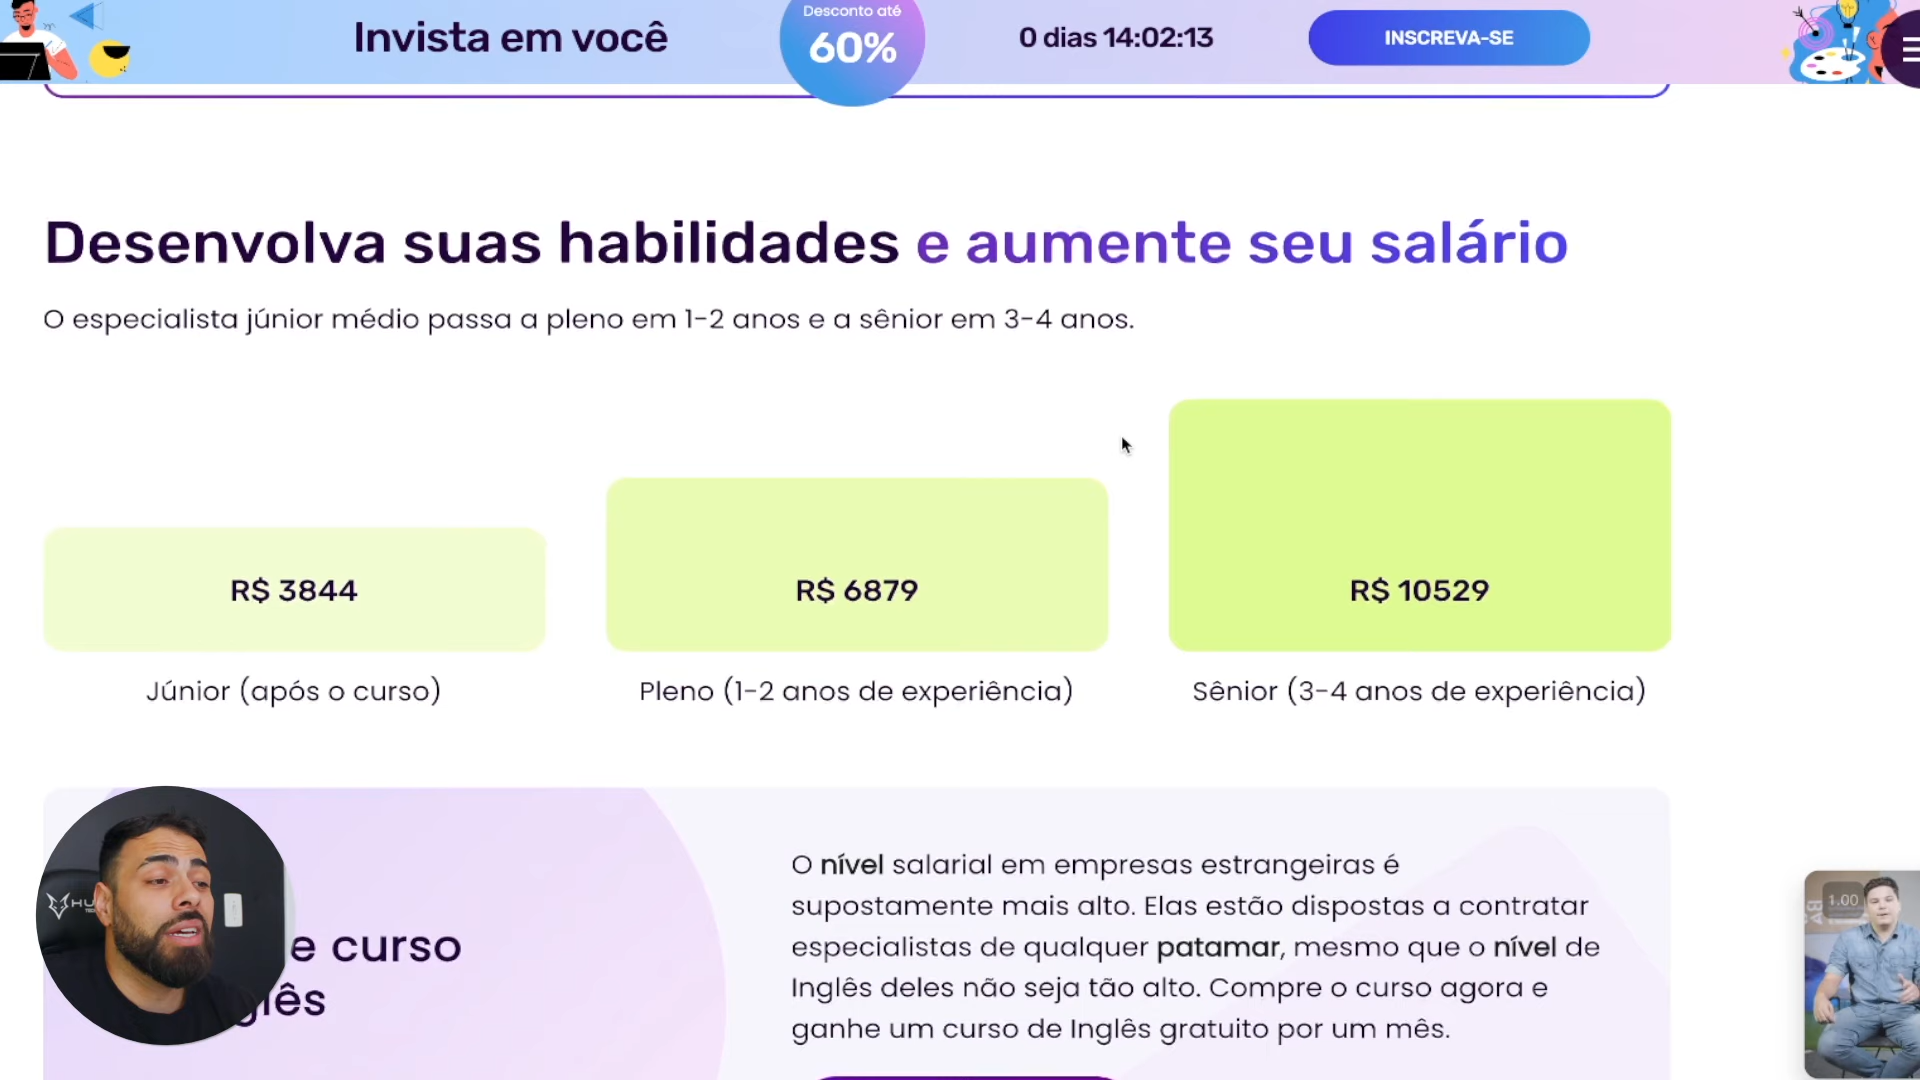 Invista em você
Desconto até
60%
0 dias 14:02:13
INSCREVA-SE
Desenvolva suas habilidades e aumente seu salário
O especialista júnior médio passa a pleno em 1-2 anos e a sênior em 3-4 anos.
R$ 3844
R$ 6879
R$ 10529
Júnior (após o curso)
Pleno (1-2 anos de experiência)
Sênior (3-4 anos de experiência)
e curso
glês
O nível salarial em empresas estrangeiras é
supostamente mais alto. Elas estão dispostas a contratar
especialistas de qualquer patamar, mesmo que o nível de
Inglês deles não seja tão alto. Compre o curso agora e
ganhe um curso de Inglês gratuito por um mês.
HU
1.00